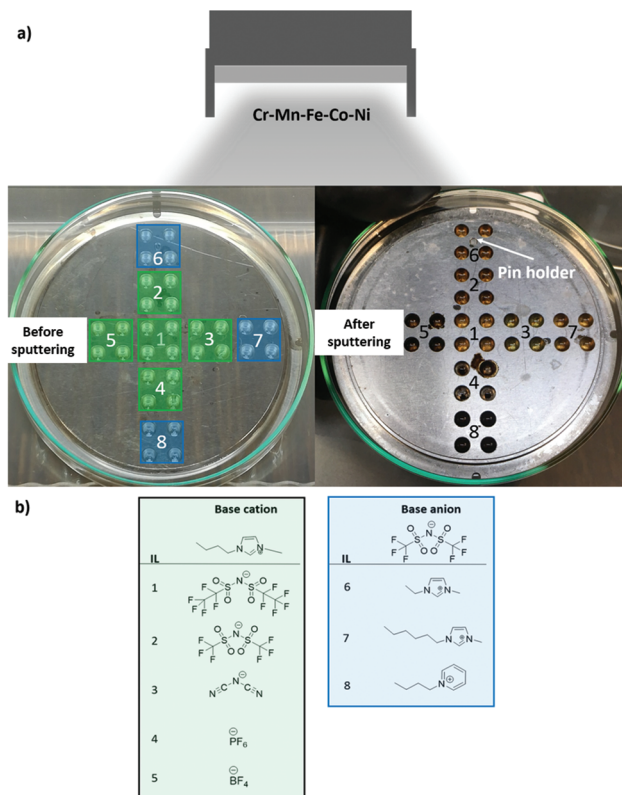 a)
Cr-Mn-Fe-Co-Ni
6
2
Before
sputtering
5
1
3
7
4
8
6
Pin holder
2
After
sputtering
5
1
3
7
4
8
b)
Base cation
N
N
⊕
IL
1
O
O
F
F
F
S
N
⊖
S
F
F
F
F
O
O
F
F
F
2
O
⊖
O
F
S
N
S
F
F
F
O
O
F
F
3
⊖
N
C
N
C
N
4
⊖
PF6
5
⊖
BF4
Base anion
O
⊖
O
F
S
N
S
F
F
F
O
O
F
F
IL
6
N
N
⊕
7
N
N
⊕
8
N
⊕